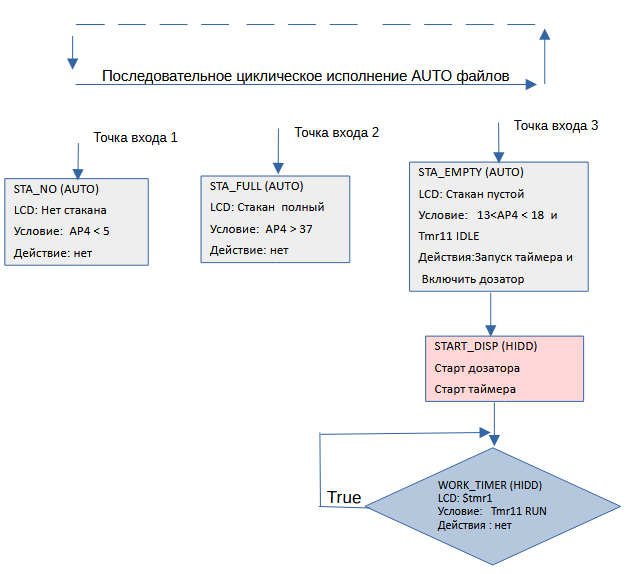 Последовательное циклическое исполнение AUTO файлов
Точка входа 1
Точка входа 2
Точка входа 3
STA_NO (AUTO)
LCD: Нет стакана
Условие: AP4 < 5
Действие: нет
STA_FULL (AUTO)
LCD: Стакан полный
Условие: AP4 > 37
Действие: нет
STA_EMPTY (AUTO)
LCD: Стакан пустой
Условие: 13<AP4 < 18 и
Tmr11 IDLE
Действия:Запуск таймера и
Включить дозатор
START_DISP (HIDD)
Старт дозатора
Старт таймера
True
WORK_TIMER (HIDD)
LCD: $tmr1
Условие: Tmr11 RUN
Действия : нет